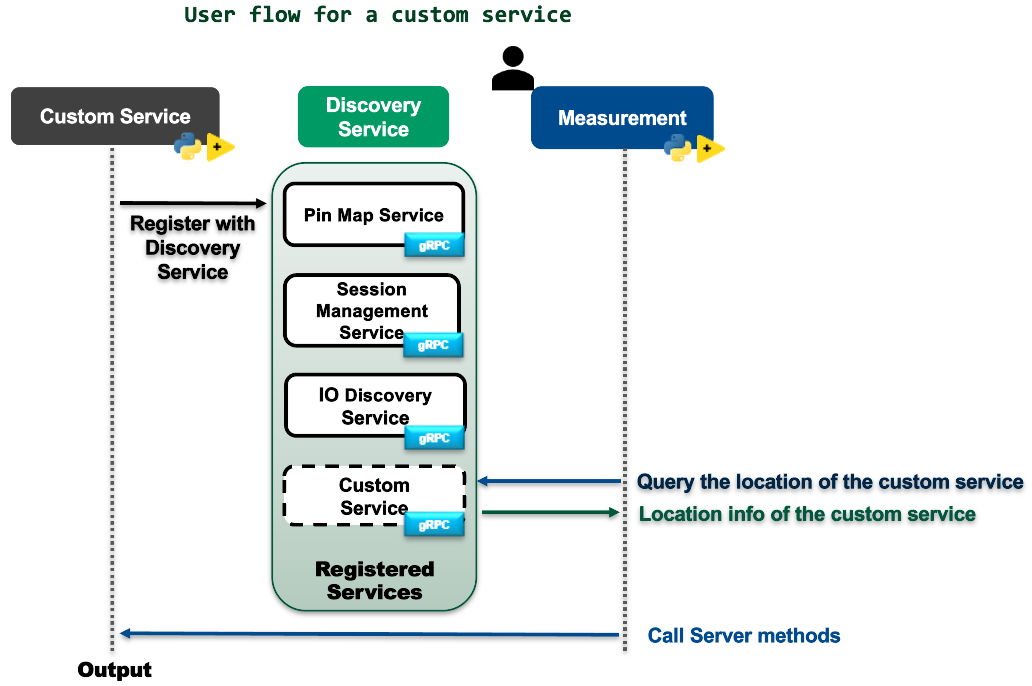 User flow for a custom service
Custom Service
Discovery
Service
Measurement
Register with
Discovery
Service
Pin Map Service
gRPC
Session
Management
Service
gRPC
IO Discovery
Service
gRPC
Custom
Service
gRPC
Query the location of the custom service
Location info of the custom service
Registered
Services
Call Server methods
Output